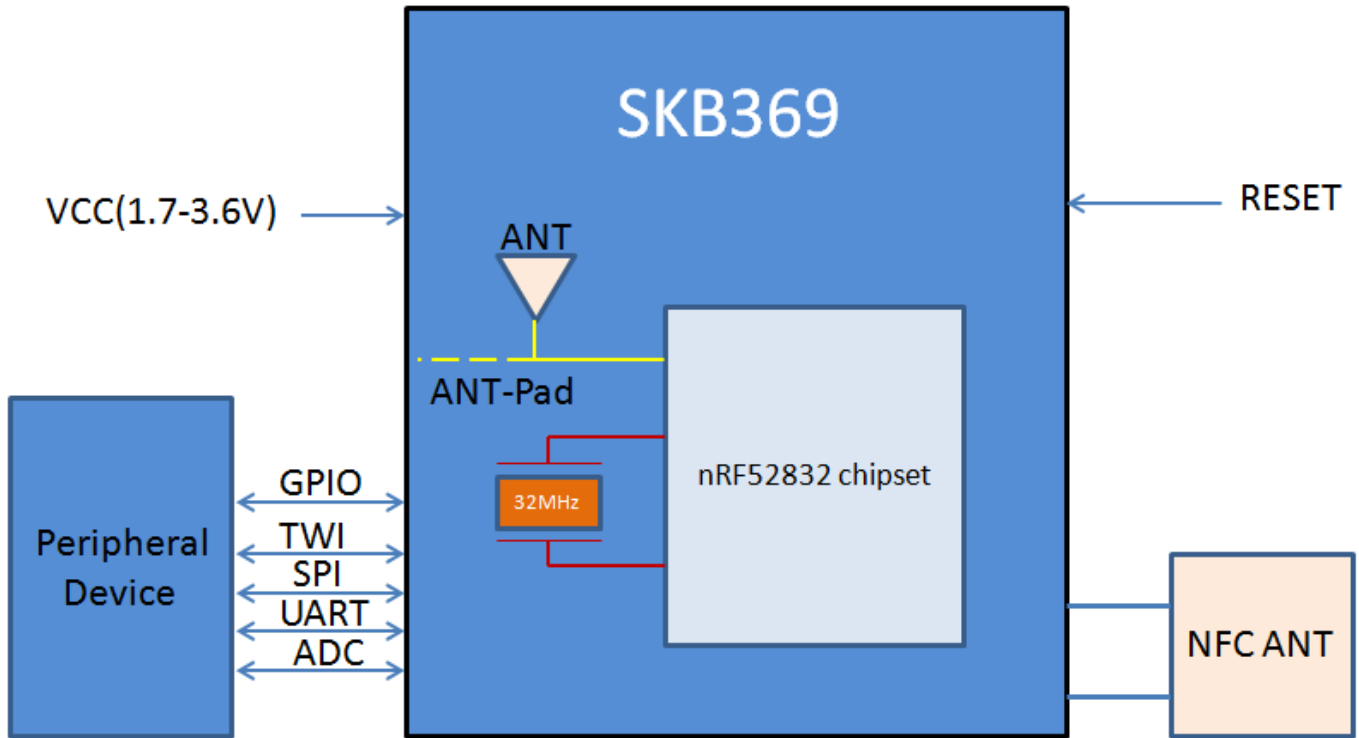 SKB369
VCC(1.7-3.6V)
RESET
ANT
ANT-Pad
nRF52832 chipset
32MHz
GPIO
TWI
SPI
UART
ADC
Peripheral
Device
NFC ANT